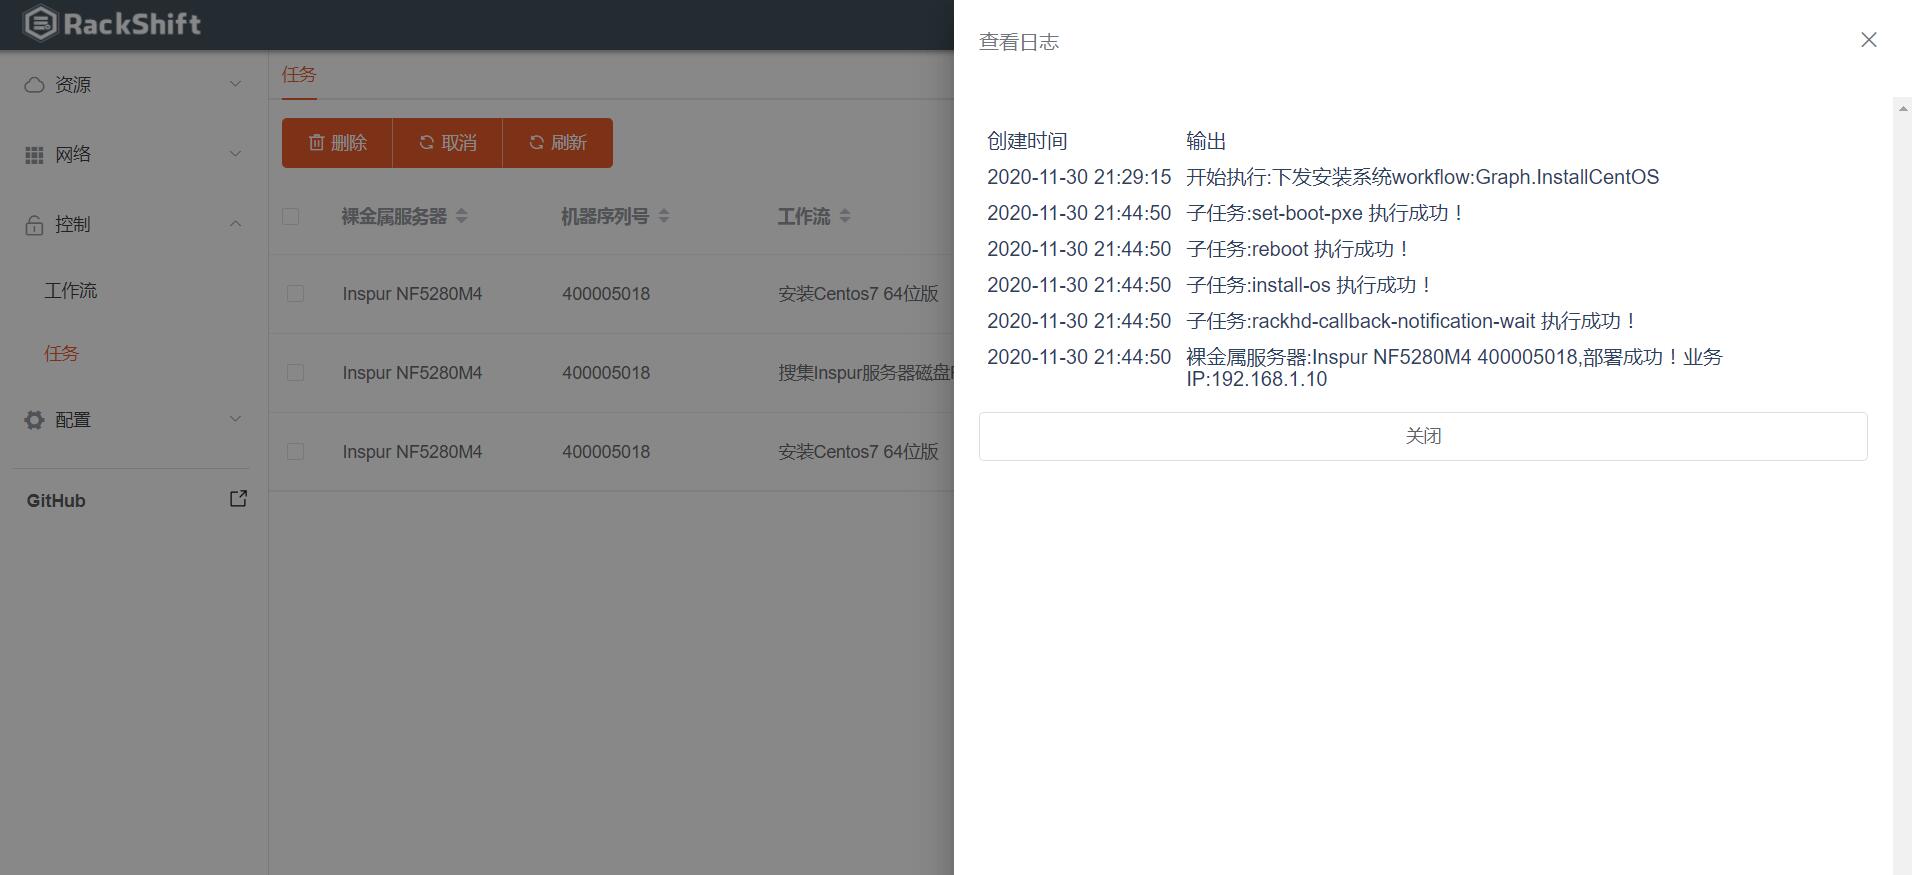 RackShift
资源
网络
控制
工作流
任务
配置
GitHub
任务
删除 取消 刷新
裸金属服务器 机器序列号 工作流
Inspur NF5280M4 400005018 安装Centos7 64位版
Inspur NF5280M4 400005018 搜集Inspur服务器磁盘
Inspur NF5280M4 400005018 安装Centos7 64位版
查看日志
创建时间 输出
2020-11-30 21:29:15 开始执行:下发安装系统workflow:Graph.InstallCentOS
2020-11-30 21:44:50 子任务:set-boot-pxe 执行成功！
2020-11-30 21:44:50 子任务:reboot 执行成功！
2020-11-30 21:44:50 子任务:install-os 执行成功！
2020-11-30 21:44:50 子任务:rackhd-callback-notification-wait 执行成功！
2020-11-30 21:44:50 裸金属服务器:Inspur NF5280M4 400005018,部署成功！业务
IP:192.168.1.10
关闭